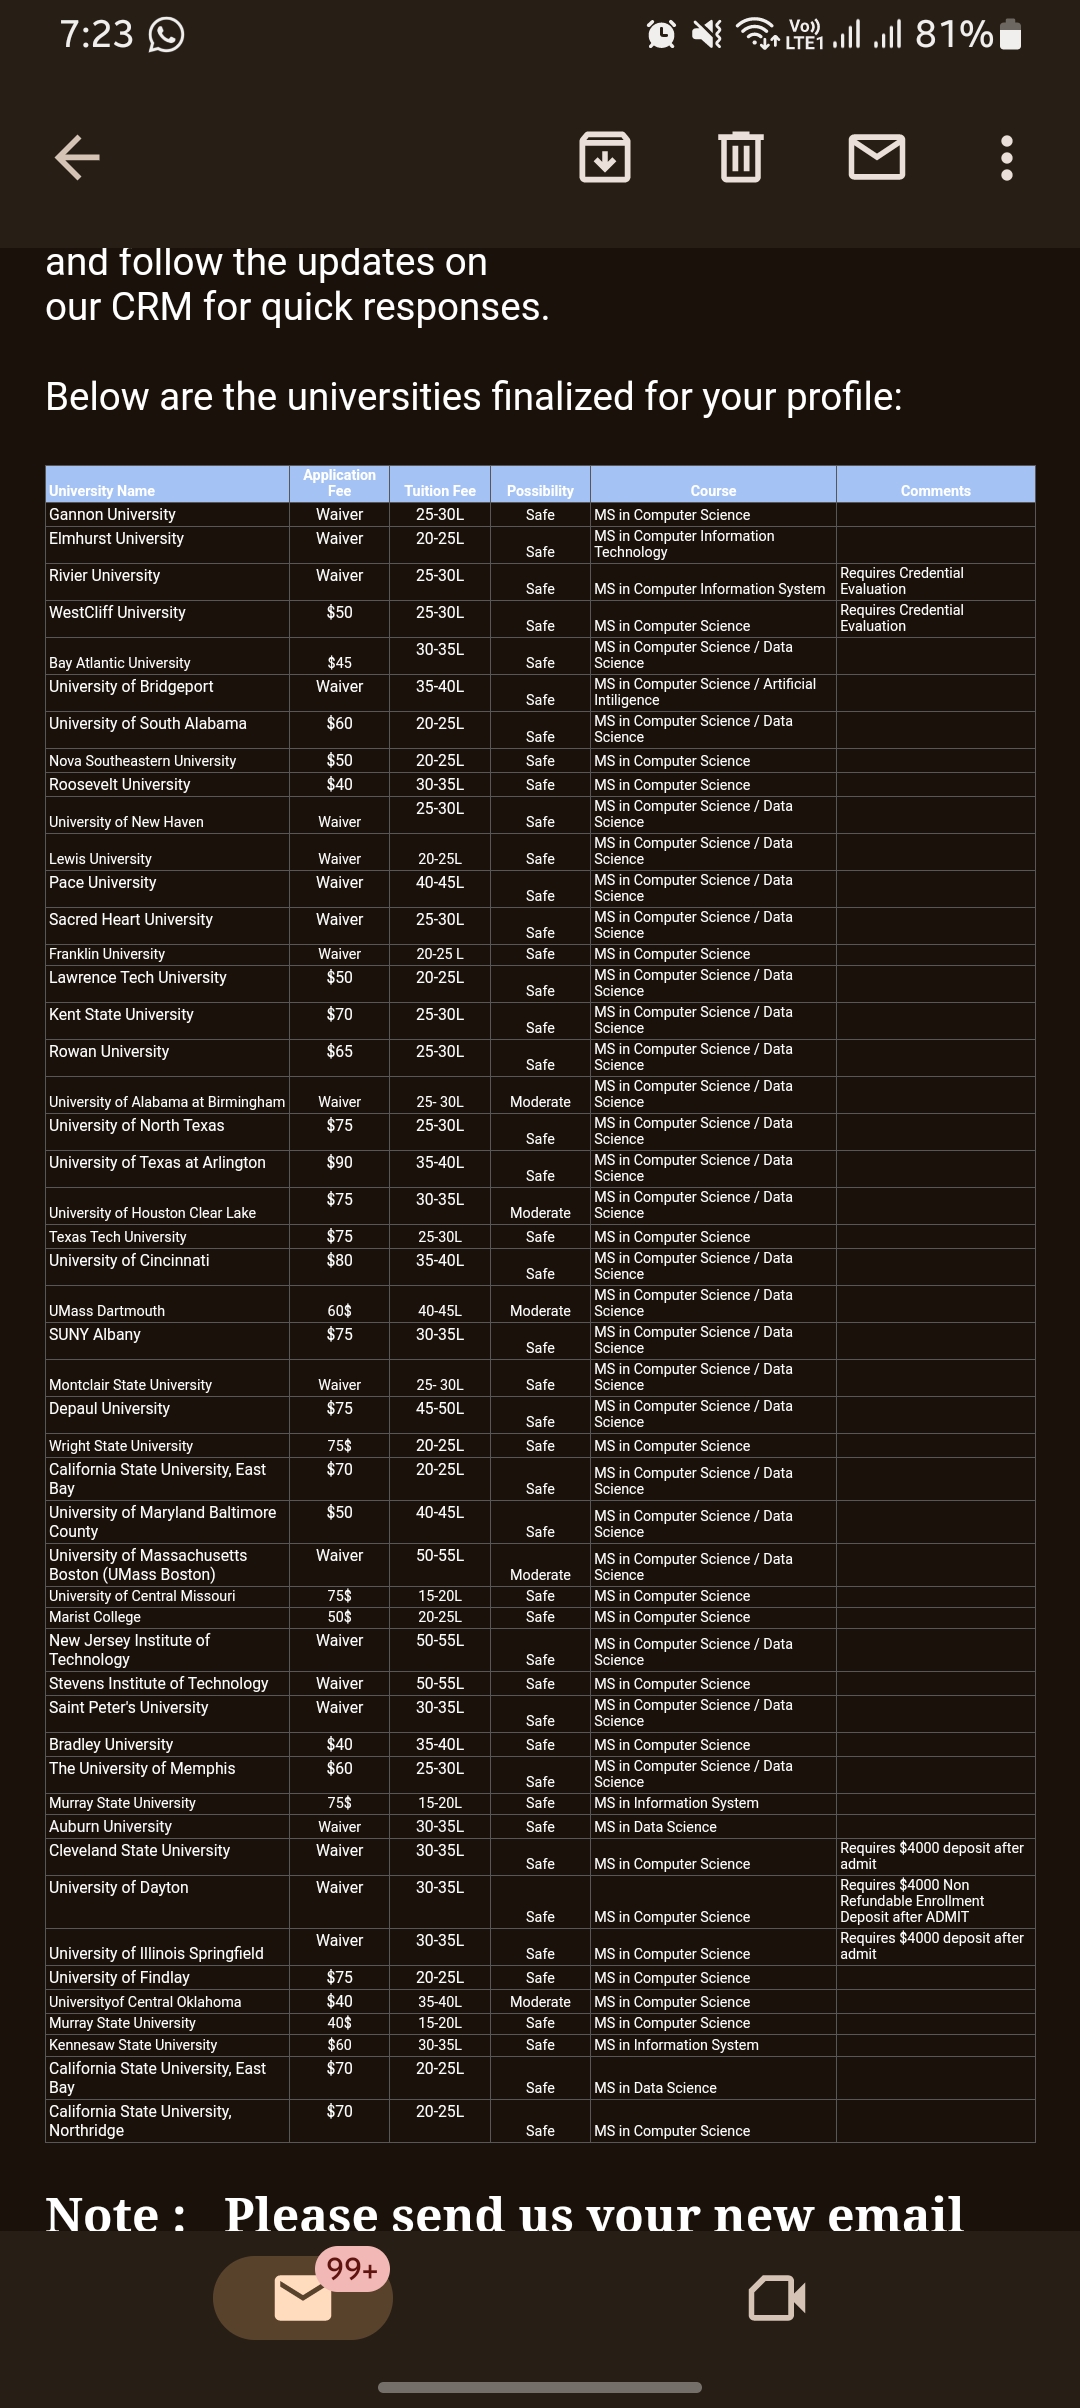 7:23
Vo))
LTE1
81%
and follow the updates on
our CRM for quick responses.
Below are the universities finalized for your profile:
University Name Application Fee Tuition Fee Possibility Course Comments
Gannon University Waiver 25-30L Safe MS in Computer Science
Elmhurst University Waiver 20-25L Safe MS in Computer Information Technology
Rivier University Waiver 25-30L Safe MS in Computer Information System Requires Credential Evaluation
WestCliff University $50 25-30L Safe MS in Computer Science Requires Credential Evaluation
Bay Atlantic University $45 30-35L Safe MS in Computer Science / Data Science
University of Bridgeport Waiver 35-40L Safe MS in Computer Science / Artificial Intiligence
University of South Alabama $60 20-25L Safe MS in Computer Science / Data Science
Nova Southeastern University $50 20-25L Safe MS in Computer Science
Roosevelt University $40 30-35L Safe MS in Computer Science
University of New Haven Waiver 25-30L Safe MS in Computer Science / Data Science
Lewis University Waiver 20-25L Safe MS in Computer Science / Data Science
Pace University Waiver 40-45L Safe MS in Computer Science / Data Science
Sacred Heart University Waiver 25-30L Safe MS in Computer Science / Data Science
Franklin University Waiver 20-25 L Safe MS in Computer Science
Lawrence Tech University $50 20-25L Safe MS in Computer Science / Data Science
Kent State University $70 25-30L Safe MS in Computer Science / Data Science
Rowan University $65 25-30L Safe MS in Computer Science / Data Science
University of Alabama at Birmingham Waiver 25- 30L Moderate MS in Computer Science / Data Science
University of North Texas $75 25-30L Safe MS in Computer Science / Data Science
University of Texas at Arlington $90 35-40L Safe MS in Computer Science / Data Science
University of Houston Clear Lake $75 30-35L Moderate MS in Computer Science / Data Science
Texas Tech University $75 25-30L Safe MS in Computer Science
University of Cincinnati $80 35-40L Safe MS in Computer Science / Data Science
UMass Dartmouth 60$ 40-45L Moderate MS in Computer Science / Data Science
SUNY Albany $75 30-35L Safe MS in Computer Science / Data Science
Montclair State University Waiver 25- 30L Safe MS in Computer Science / Data Science
Depaul University $75 45-50L Safe MS in Computer Science / Data Science
Wright State University 75$ 20-25L Safe MS in Computer Science
California State University, East Bay $70 20-25L Safe MS in Computer Science / Data Science
University of Maryland Baltimore County $50 40-45L Safe MS in Computer Science / Data Science
University of Massachusetts Boston (UMass Boston) Waiver 50-55L Moderate MS in Computer Science / Data Science
University of Central Missouri 75$ 15-20L Safe MS in Computer Science
Marist College 50$ 20-25L Safe MS in Computer Science
New Jersey Institute of Technology Waiver 50-55L Safe MS in Computer Science / Data Science
Stevens Institute of Technology Waiver 50-55L Safe MS in Computer Science
Saint Peter's University Waiver 30-35L Safe MS in Computer Science / Data Science
Bradley University $40 35-40L Safe MS in Computer Science
The University of Memphis $60 25-30L Safe MS in Computer Science / Data Science
Murray State University 75$ 15-20L Safe MS in Information System
Auburn University Waiver 30-35L Safe MS in Data Science
Cleveland State University Waiver 30-35L Safe MS in Computer Science Requires $4000 deposit after admit
University of Dayton Waiver 30-35L Safe MS in Computer Science Requires $4000 Non Refundable Enrollment Deposit after ADMIT
University of Illinois Springfield Waiver 30-35L Safe MS in Computer Science Requires $4000 deposit after admit
University of Findlay $75 20-25L Safe MS in Computer Science
Universityof Central Oklahoma $40 35-40L Moderate MS in Computer Science
Murray State University 40$ 15-20L Safe MS in Computer Science
Kennesaw State University $60 30-35L Safe MS in Information System
California State University, East Bay $70 20-25L Safe MS in Data Science
California State University, Northridge $70 20-25L Safe MS in Computer Science
Note : Please send us your new email
99+